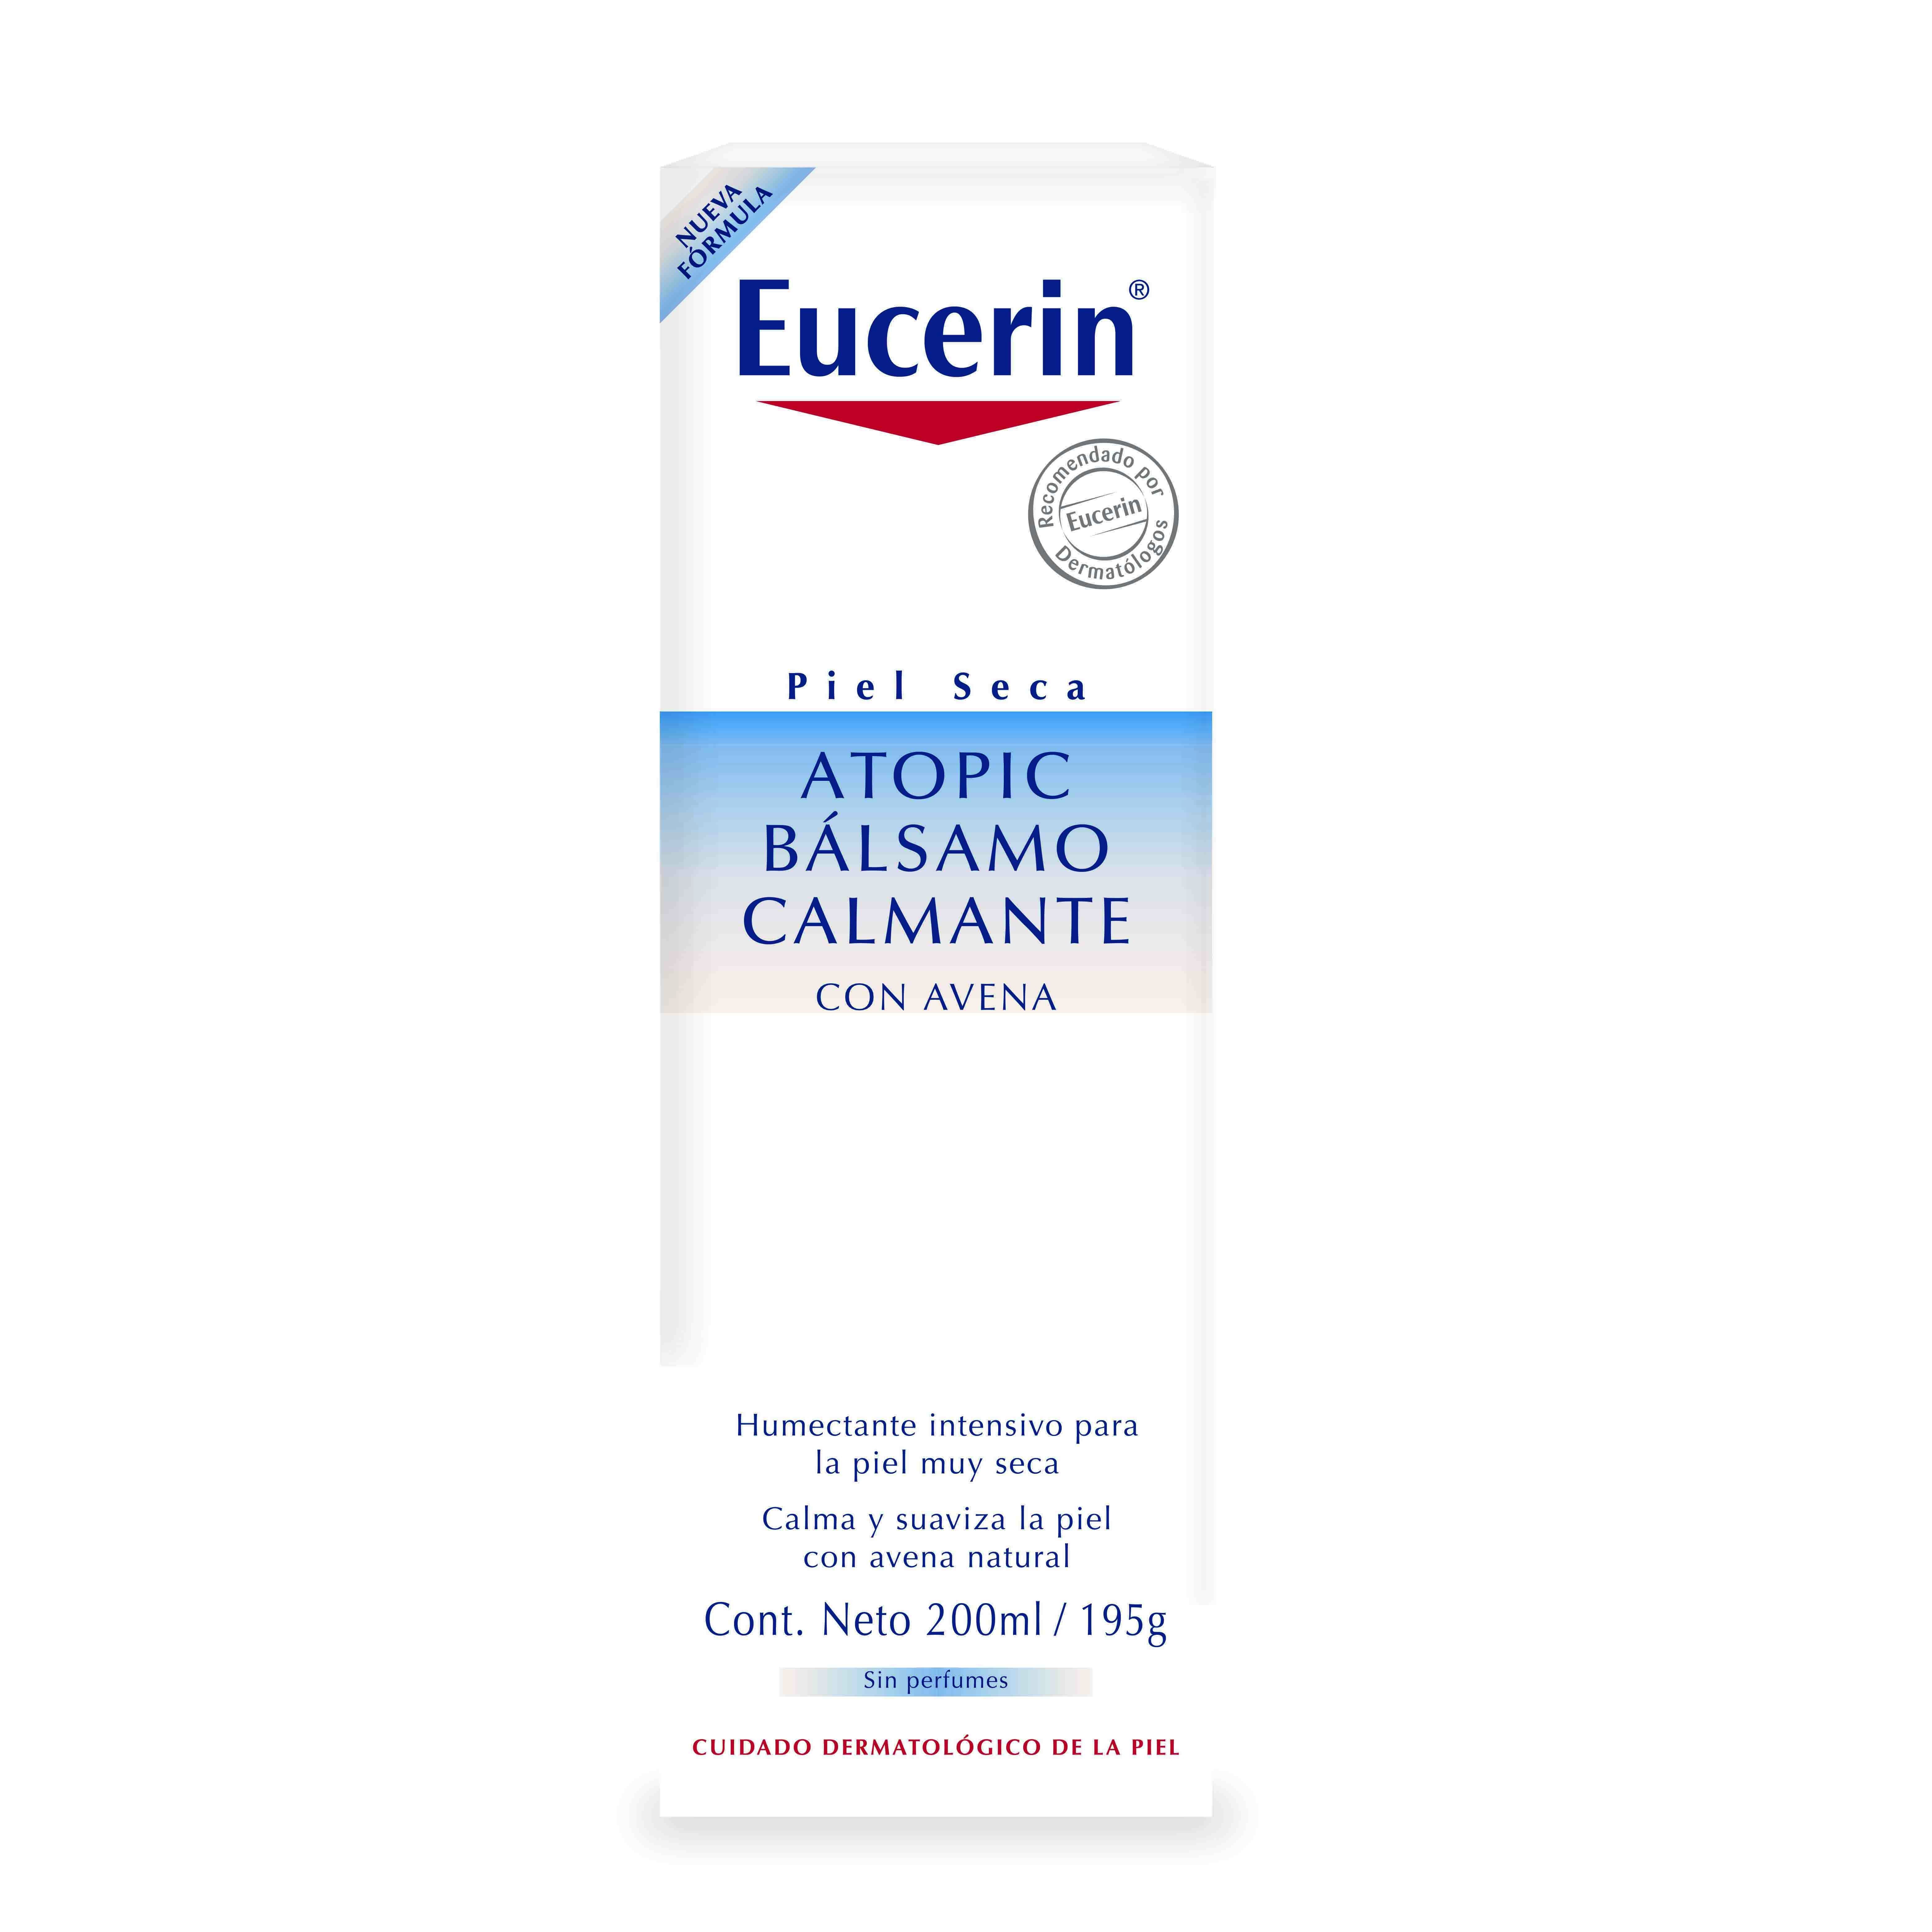 NUEVA
FÓRMULA
Eucerin®
Recomendado por
Eucerin
Dermatólogos
Piel Seca
ATOPIC
BÁLSAMO
CALMANTE
CON AVENA
Humectante intensivo para
la piel muy seca
Calma y suaviza la piel
con avena natural
Cont. Neto 200ml / 195g
Sin perfumes
CUIDADO DERMATOLÓGICO DE LA PIEL